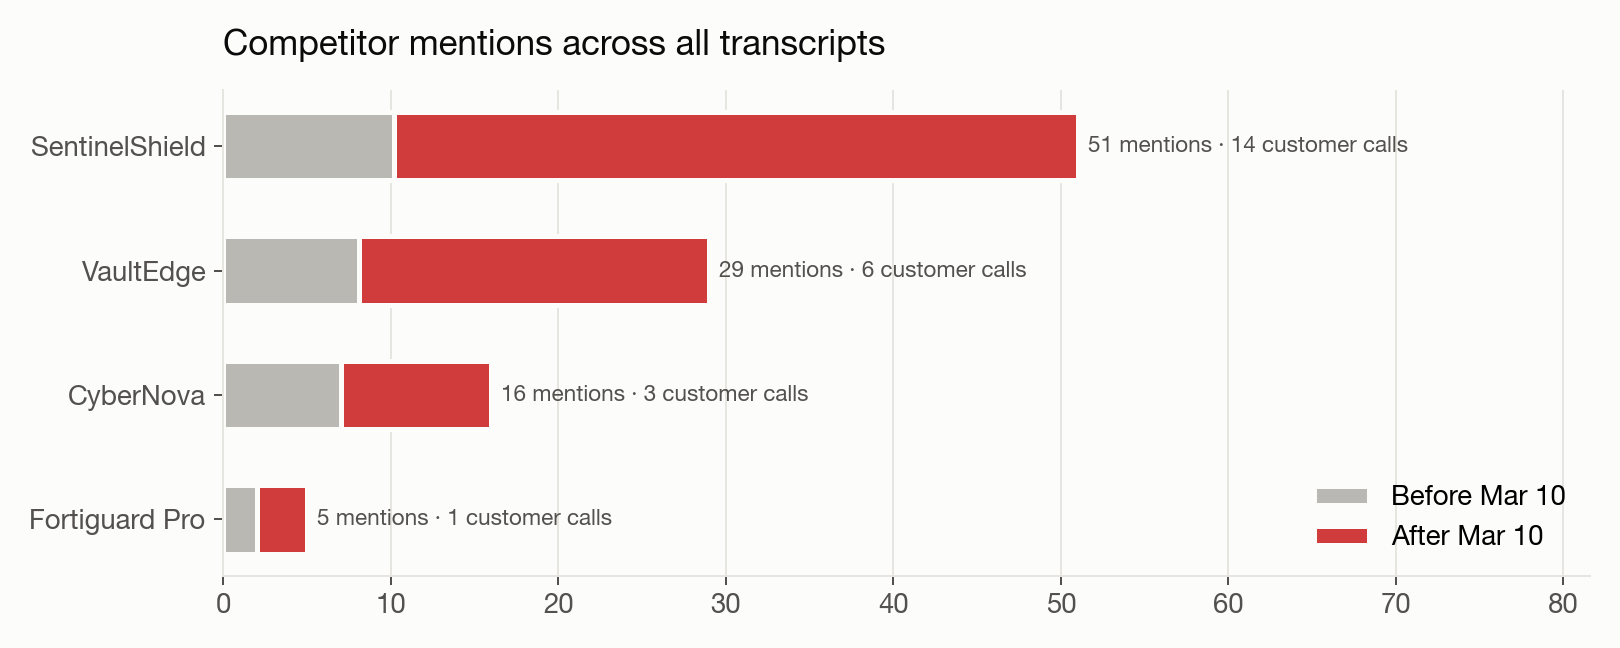 Competitor mentions across all transcripts
SentinelShield
51 mentions · 14 customer calls
VaultEdge
29 mentions · 6 customer calls
CyberNova
16 mentions · 3 customer calls
Fortiguard Pro
5 mentions · 1 customer calls
Before Mar 10
After Mar 10
0 10 20 30 40 50 60 70 80